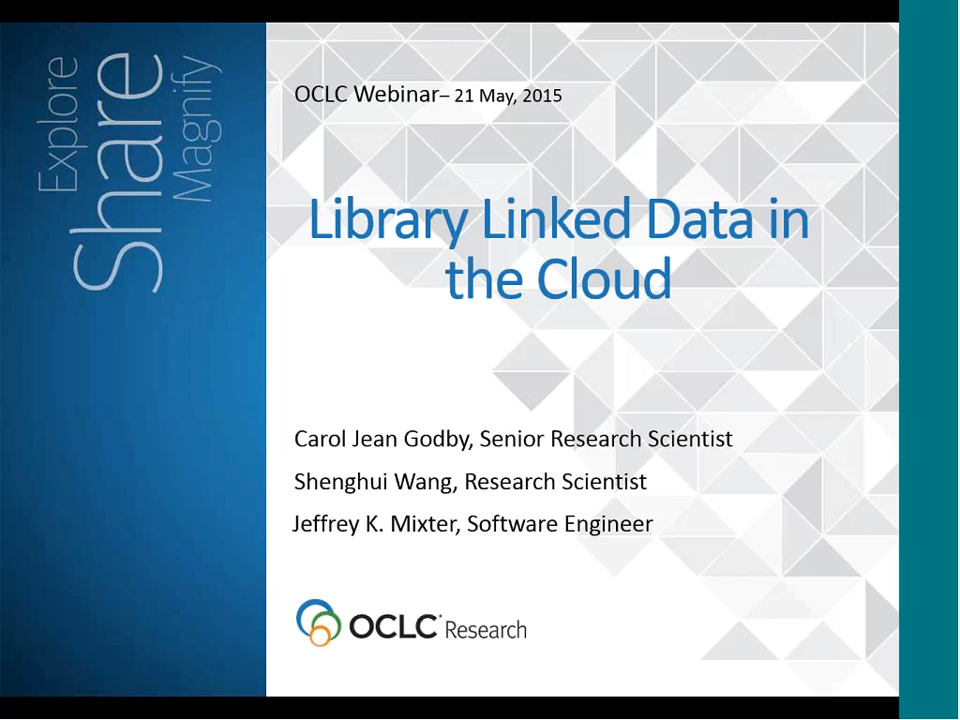 Explore
Share
Magnify
OCLC Webinar– 21 May, 2015
Library Linked Data in
the Cloud
Carol Jean Godby, Senior Research Scientist
Shenghui Wang, Research Scientist
Jeffrey K. Mixter, Software Engineer
OCLC Research